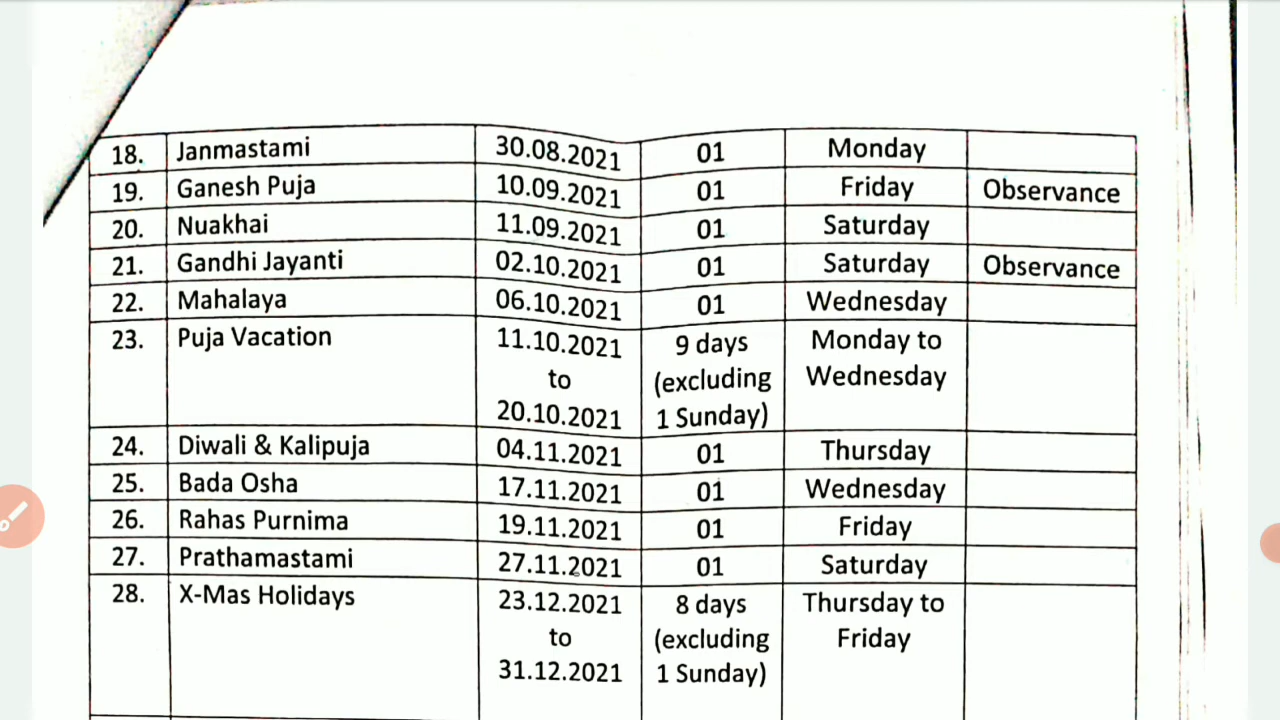 18. Janmastami 30.08.2021 01 Monday
19. Ganesh Puja 10.09.2021 01 Friday Observance
20. Nuakhai 11.09.2021 01 Saturday
21. Gandhi Jayanti 02.10.2021 01 Saturday Observance
22. Mahalaya 06.10.2021 01 Wednesday
23. Puja Vacation 11.10.2021 9 days Monday to
to (excluding Wednesday
20.10.2021 1 Sunday)
24. Diwali & Kalipuja 04.11.2021 01 Thursday
25. Bada Osha 17.11.2021 01 Wednesday
26. Rahas Purnima 19.11.2021 01 Friday
27. Prathamastami 27.11.2021 01 Saturday
28. X-Mas Holidays 23.12.2021 8 days Thursday to
to (excluding Friday
31.12.2021 1 Sunday)